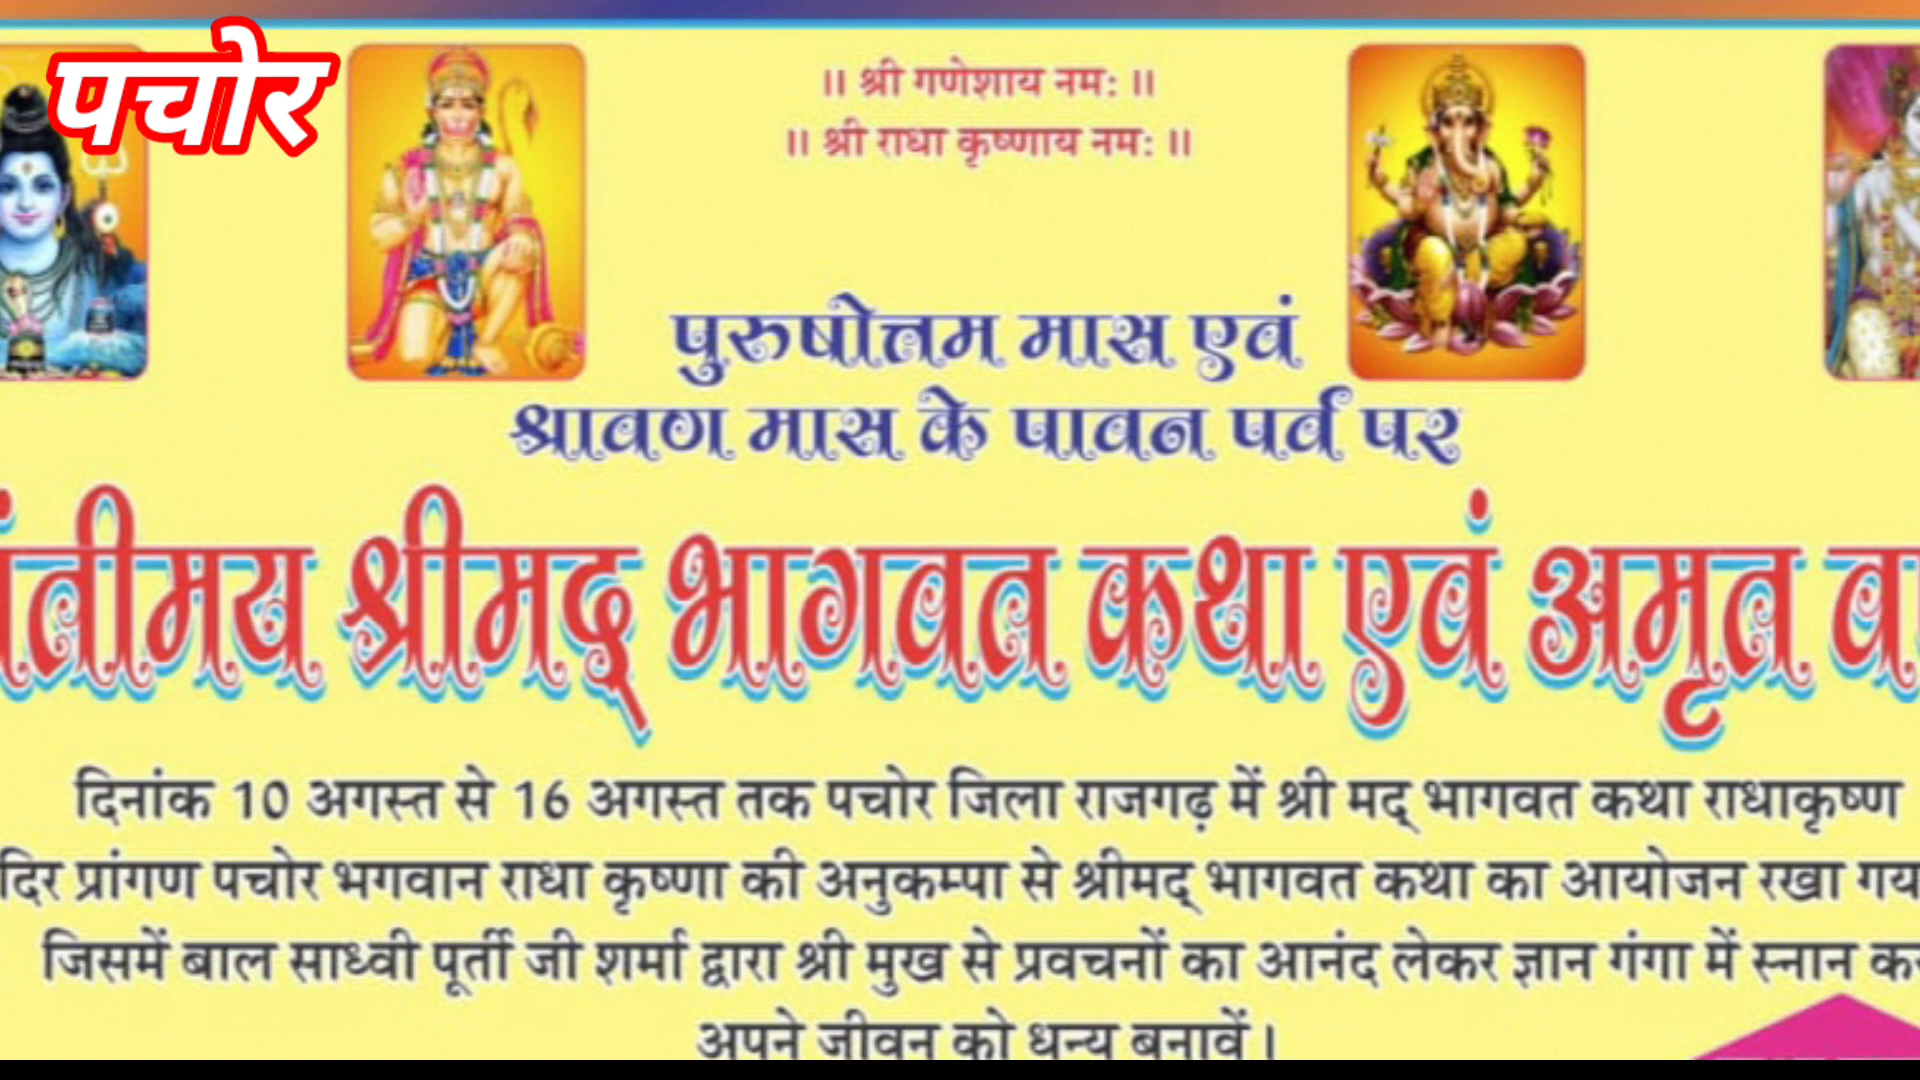 पचोर
॥ श्री गणेशाय नम: ॥
॥ श्री राधा कृष्णाय नम: ॥
पुरुषोत्तम मास एवं
श्रावण मास के पावन पर्व पर
श्रीमद् भागवत कथा एवं अमृत
दिनांक 10 अगस्त से 16 अगस्त तक पचोर जिला राजगढ़ में श्री मद् भागवत कथा राधाकृष्ण
प्रांगण पचोर भगवान राधा कृष्णा की अनुकम्पा से श्रीमद् भागवत कथा का आयोजन रखा
जिसमें बाल साध्वी पूर्ती जी शर्मा द्वारा श्री मुख से प्रवचनों का आनंद लेकर ज्ञान गंगा में स्नान
अपने जीवन को धन्य बनावें।